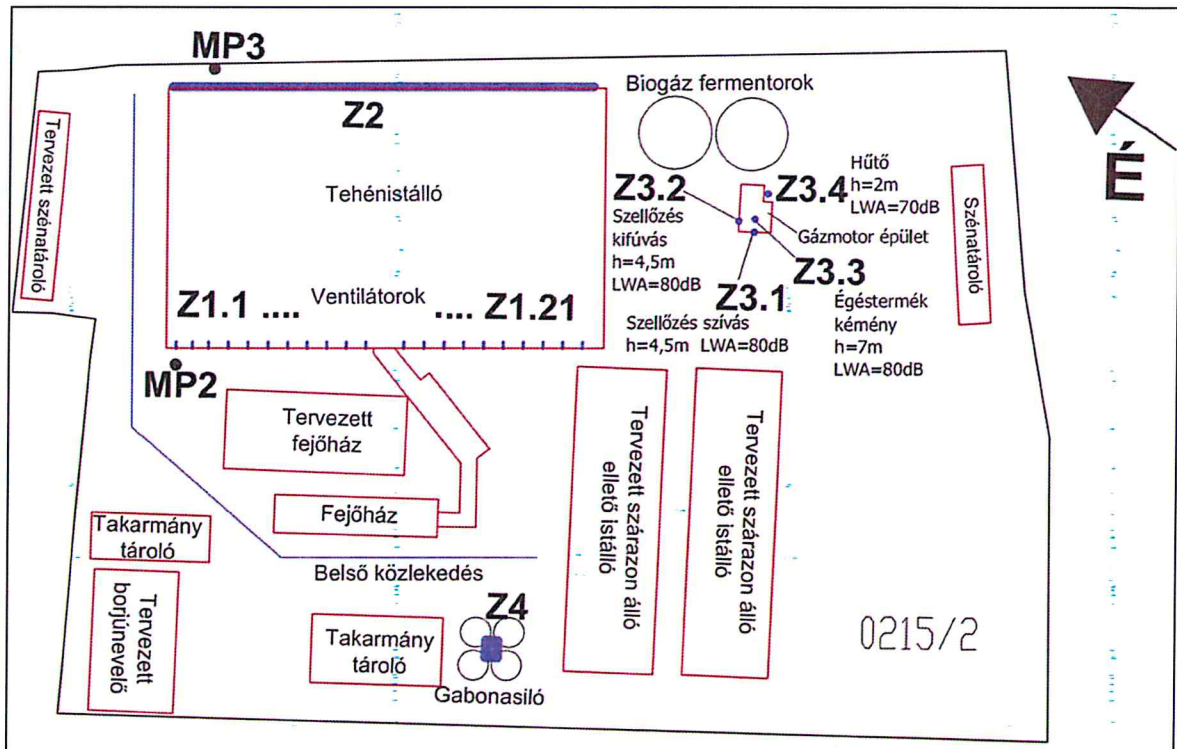 MP3
Biogáz fermentorok
Z2
Tervezett szénatároló
Tehénistálló
Z3.2
Szellőzés
kifúvás
h=4,5m
LWA=80dB
Z3.4
Hűtő
h=2m
LWA=70dB
Gázmotor épület
É
Szénatároló
Z3.3
Égéstermék
kémény
h=7m
LWA=80dB
Z3.1
Szellőzés szívás
h=4,5m LWA=80dB
Z1.1 ....
Ventilátorok
.... Z1.21
MP2
Tervezett
fejőház
Fejőház
Tervezett szárazon álló
ellető istálló
Tervezett szárazon álló
ellető istálló
Takarmány
tároló
Belső közlekedés
Tervezett
borjúnevelő
Takarmány
tároló
Z4
Gabonasiló
0215/2